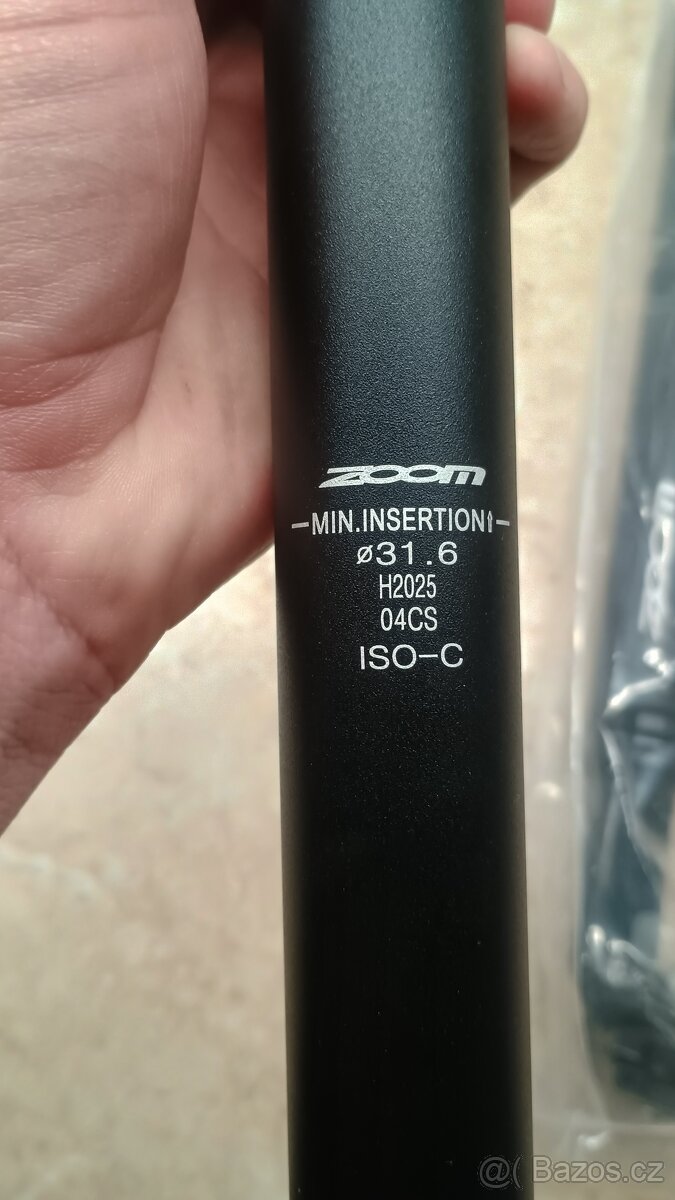 ZOOM
MIN.INSERTION⇧
ø31.6
H2025
04CS
ISO-C
ZOOM
@( Bazos.cz